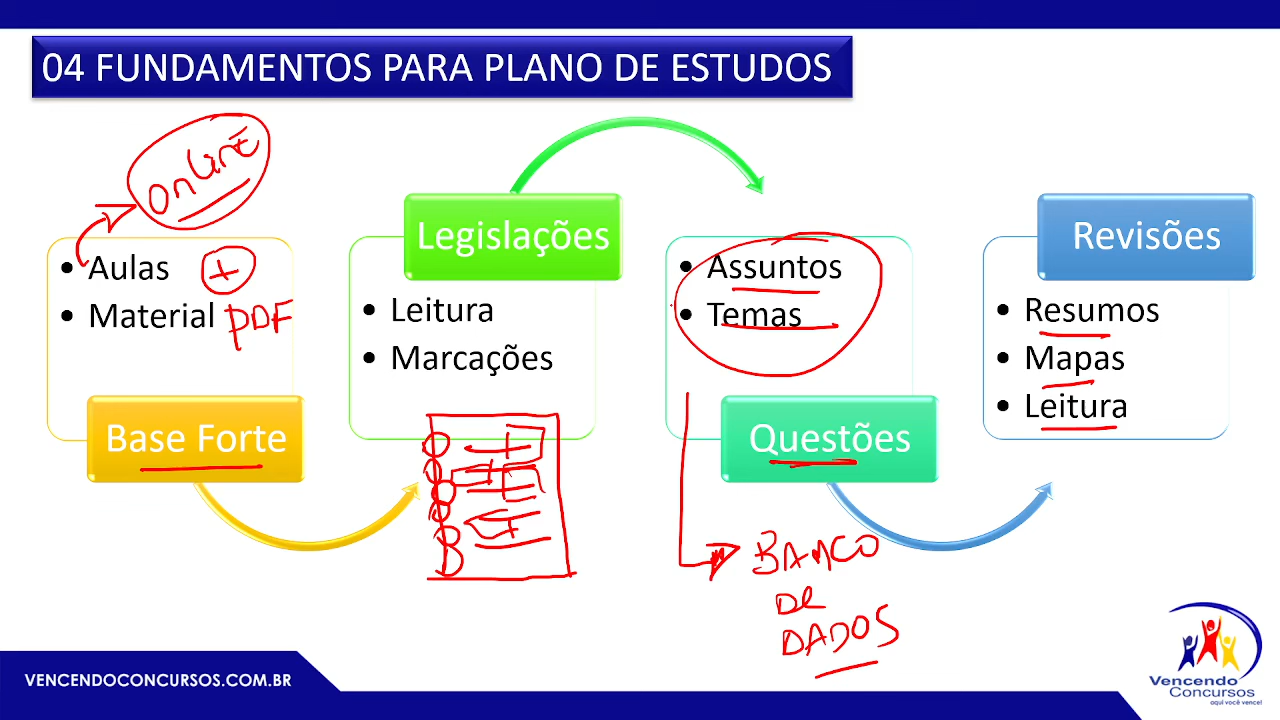 04 FUNDAMENTOS PARA PLANO DE ESTUDOS
OnLinE
• Aulas +
• Material PDF
Base Forte
Legislações
• Leitura
• Marcações
• Assuntos
• Temas
Questões
BANCO
DE
DADOS
Revisões
• Resumos
• Mapas
• Leitura
VENCENDOCONCURSOS.COM.BR
Vencendo
Concursos
aqui você vence!